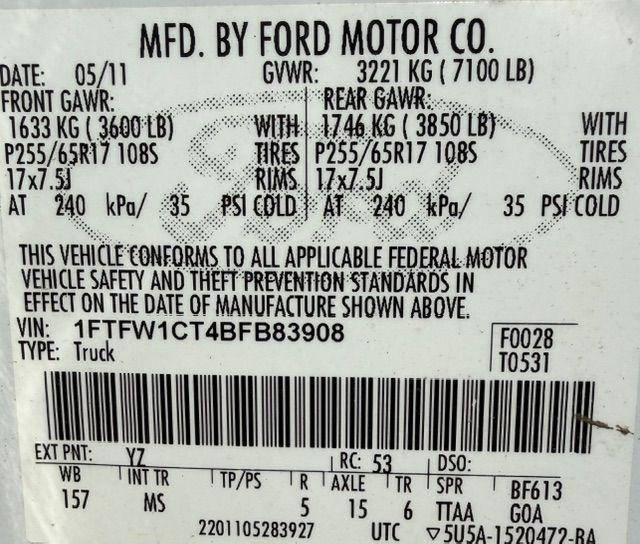 MFD. BY FORD MOTOR CO.
DATE: 05/11 GVWR: 3221 KG ( 7100 LB)
FRONT GAWR: REAR GAWR:
1633 KG ( 3600 LB) WITH 1746 KG ( 3850 LB) WITH
P255/65R17 108S TIRES P255/65R17 108S TIRES
17x7.5J RIMS 17x7.5J RIMS
AT 240 kPa/ 35 PSI COLD AT 240 kPa/ 35 PSI COLD
Ford
THIS VEHICLE CONFORMS TO ALL APPLICABLE FEDERAL MOTOR
VEHICLE SAFETY AND THEFT PREVENTION STANDARDS IN
EFFECT ON THE DATE OF MANUFACTURE SHOWN ABOVE.
VIN: 1FTFW1CT4BFB83908 F0028
TYPE: Truck T0531
EXT PNT: YZ RC: 53 DSO:
WB INT TR TP/PS R AXLE TR SPR BF613
157 MS 5 15 6 TTAA GOA
2201105283927 UTC ▽5U5A-1520472-BA